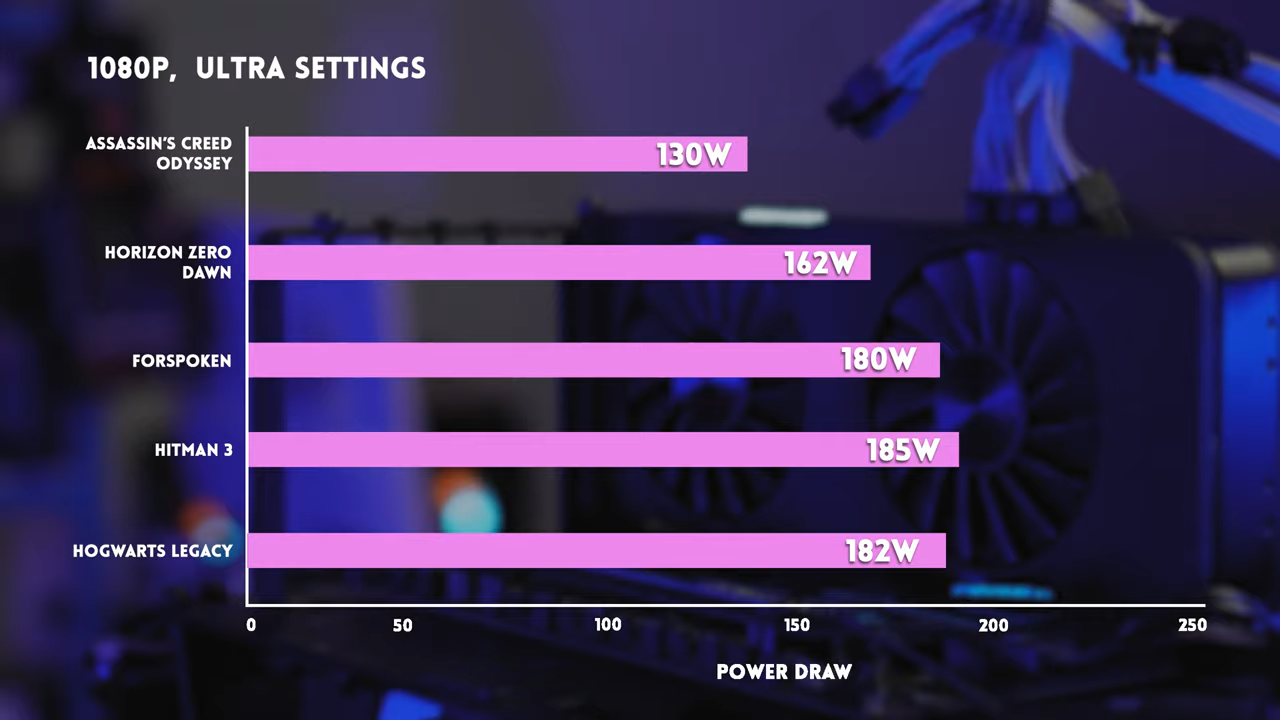 1080P, ULTRA SETTINGS
ASSASSIN'S CREED
ODYSSEY
130W
HORIZON ZERO
DAWN
162W
FORSPOKEN
180W
HITMAN 3
185W
HOGWARTS LEGACY
182W
0 50 100 150 200 250
POWER DRAW